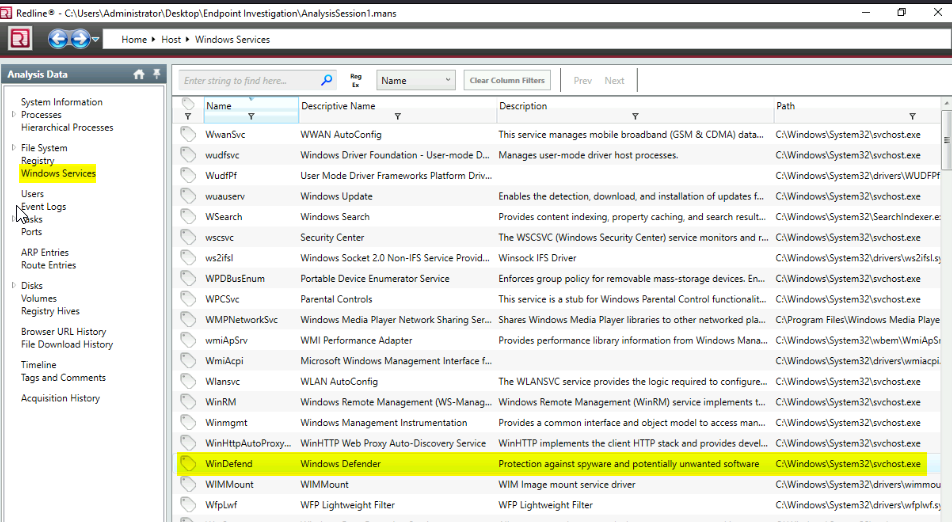 Redline® - C:\Users\Administrator\Desktop\Endpoint Investigation\AnalysisSession1.mans
Home Host Windows Services
Analysis Data
System Information
Processes
Hierarchical Processes
File System
Registry
Windows Services
Users
Event Logs
Tasks
Ports
ARP Entries
Route Entries
Disks
Volumes
Registry Hives
Browser URL History
File Download History
Timeline
Tags and Comments
Acquisition History
Enter string to find here... Reg Ex Name Clear Column Filters Prev Next
Name Descriptive Name Description Path
WwanSvc WWAN AutoConfig This service manages mobile broadband (GSM & CDMA) data... C:\Windows\System32\svchost.exe
wudfsvc Windows Driver Foundation - User-mode D... Manages user-mode driver host processes. C:\Windows\System32\svchost.exe
WudfPf User Mode Driver Frameworks Platform Driv... C:\Windows\System32\drivers\WUDFPf
wuauserv Windows Update Enables the detection, download, and installation of updates f... C:\Windows\System32\svchost.exe
WSearch Windows Search Provides content indexing, property caching, and search result... C:\Windows\System32\SearchIndexer.e
wscsvc Security Center The WSCSVC (Windows Security Center) service monitors and r... C:\Windows\System32\svchost.exe
ws2ifsl Windows Socket 2.0 Non-IFS Service Provid... Winsock IFS Driver C:\Windows\System32\drivers\ws2ifsl.sy
WPDBusEnum Portable Device Enumerator Service Enforces group policy for removable mass-storage devices. En... C:\Windows\System32\svchost.exe
WPCSvc Parental Controls This service is a stub for Windows Parental Control functionalit... C:\Windows\System32\svchost.exe
WMPNetworkSvc Windows Media Player Network Sharing Ser... Shares Windows Media Player libraries to other networked pla... C:\Program Files\Windows Media Playe
wmiApSrv WMI Performance Adapter Provides performance library information from Windows Mana... C:\Windows\System32\wbem\WmiApSr
WmiAcpi Microsoft Windows Management Interface f... C:\Windows\System32\drivers\wmiacpi.
Wlansvc WLAN AutoConfig The WLANSVC service provides the logic required to configure... C:\Windows\System32\svchost.exe
WinRM Windows Remote Management (WS-Manag... Windows Remote Management (WinRM) service implements t... C:\Windows\System32\svchost.exe
Winmgmt Windows Management Instrumentation Provides a common interface and object model to access man... C:\Windows\System32\svchost.exe
WinHttpAutoProxy... WinHTTP Web Proxy Auto-Discovery Service WinHTTP implements the client HTTP stack and provides devel... C:\Windows\System32\svchost.exe
WinDefend Windows Defender Protection against spyware and potentially unwanted software C:\Windows\System32\svchost.exe
WIMMount WIMMount WIM Image mount service driver C:\Windows\System32\drivers\wimmou
WfpLwf WFP Lightweight Filter WFP Lightweight Filter C:\Windows\System32\drivers\wfplwf.sy